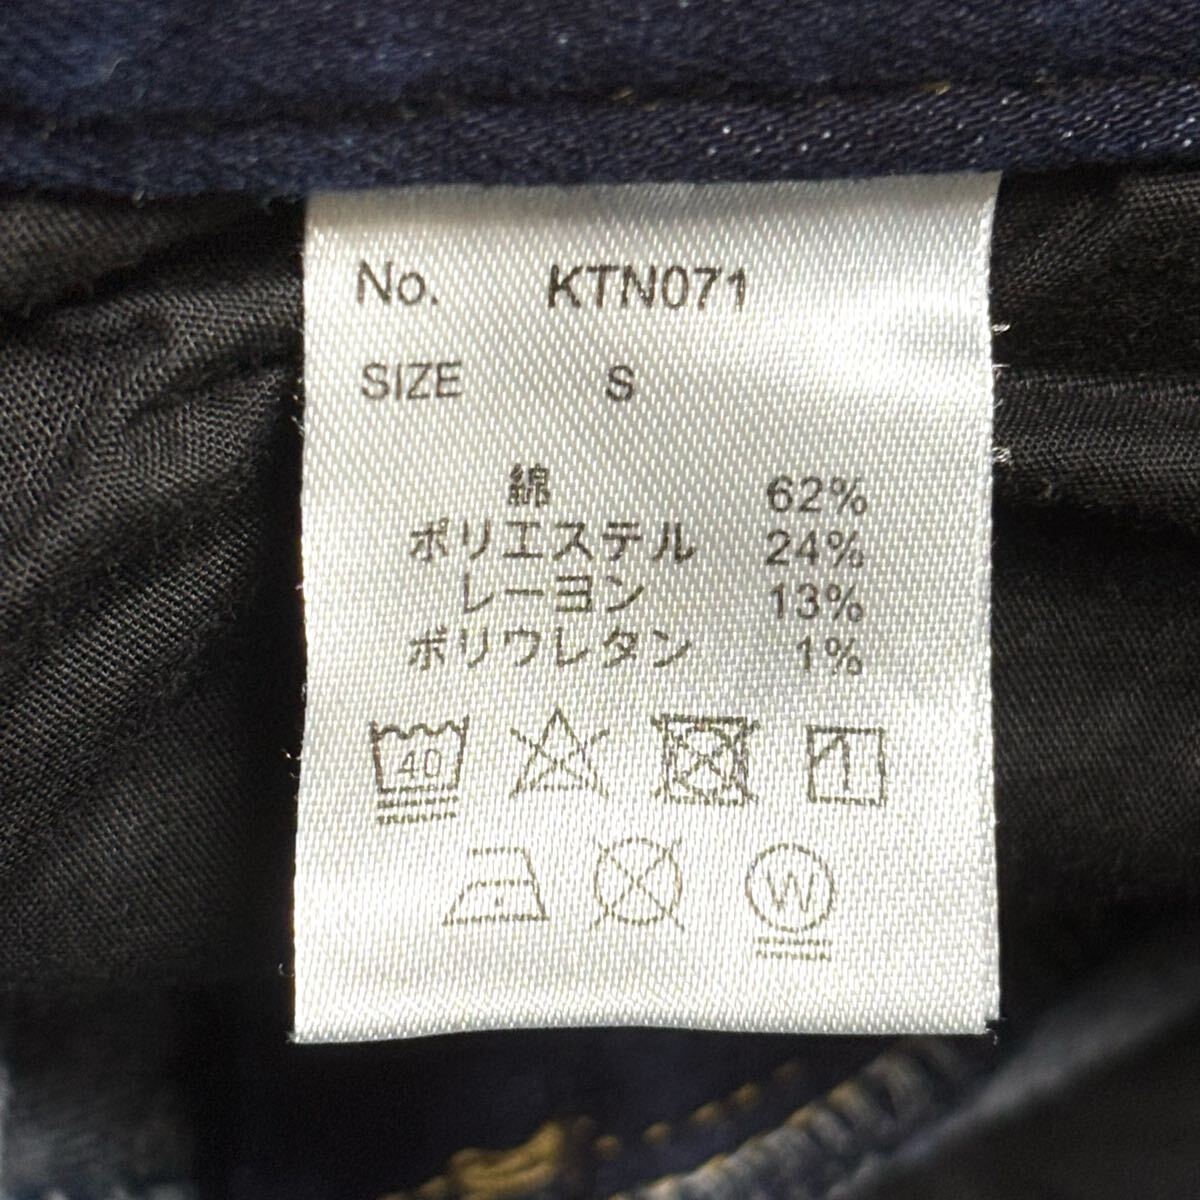 No. KTN071
SIZE S
綿 62%
ポリエステル 24%
レーヨン 13%
ポリウレタン 1%
40
W